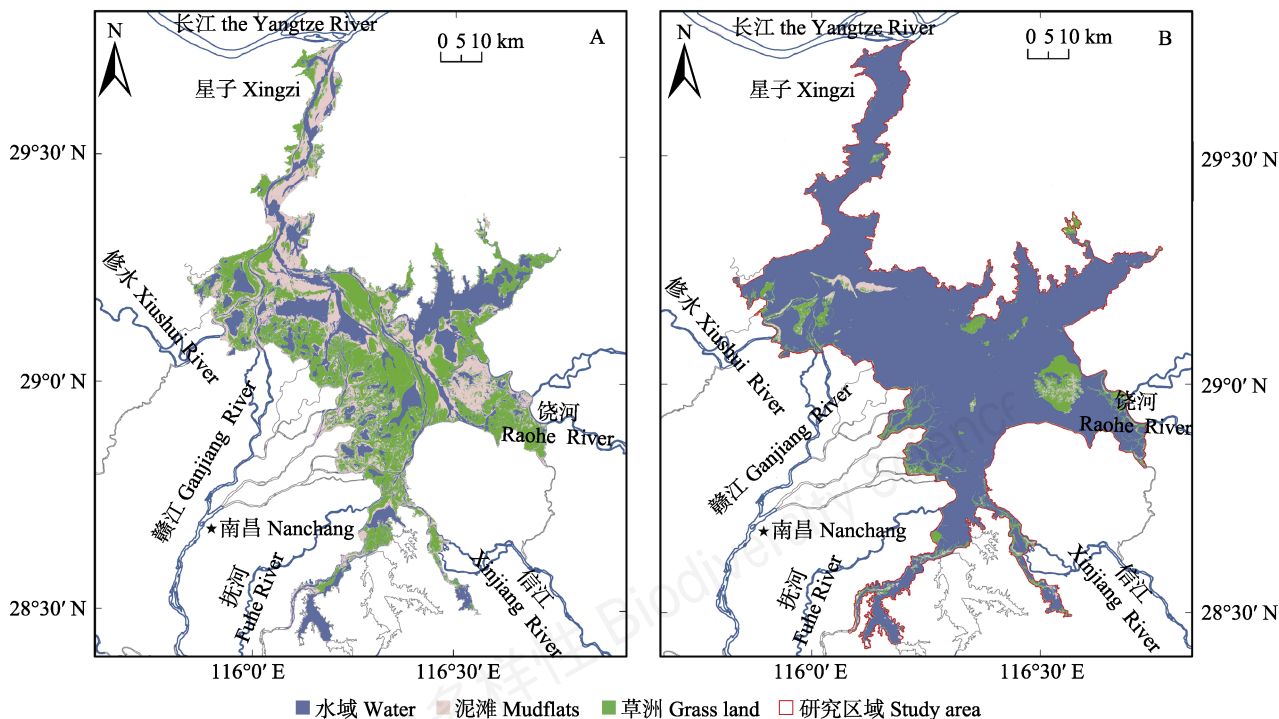 长江 the Yangtze River
N
0 5 10 km
A
星子 Xingzi
29°30′ N
修水 Xiushui River
29°0′ N
饶河
Raohe River
赣江 Ganjiang River
★南昌 Nanchang
抚河
Fuhe River
信江
Xinjiang River
28°30′ N
116°0′ E
116°30′ E
长江 the Yangtze River
N
0 5 10 km
B
星子 Xingzi
29°30′ N
修水 Xiushui River
29°0′ N
饶河
Raohe River
赣江 Ganjiang River
★南昌 Nanchang
抚河
Fuhe River
信江
Xinjiang River
28°30′ N
116°0′ E
116°30′ E
水域 Water 泥滩 Mudflats 草洲 Grass land 研究区域 Study area
多样性 Biodiversity Science